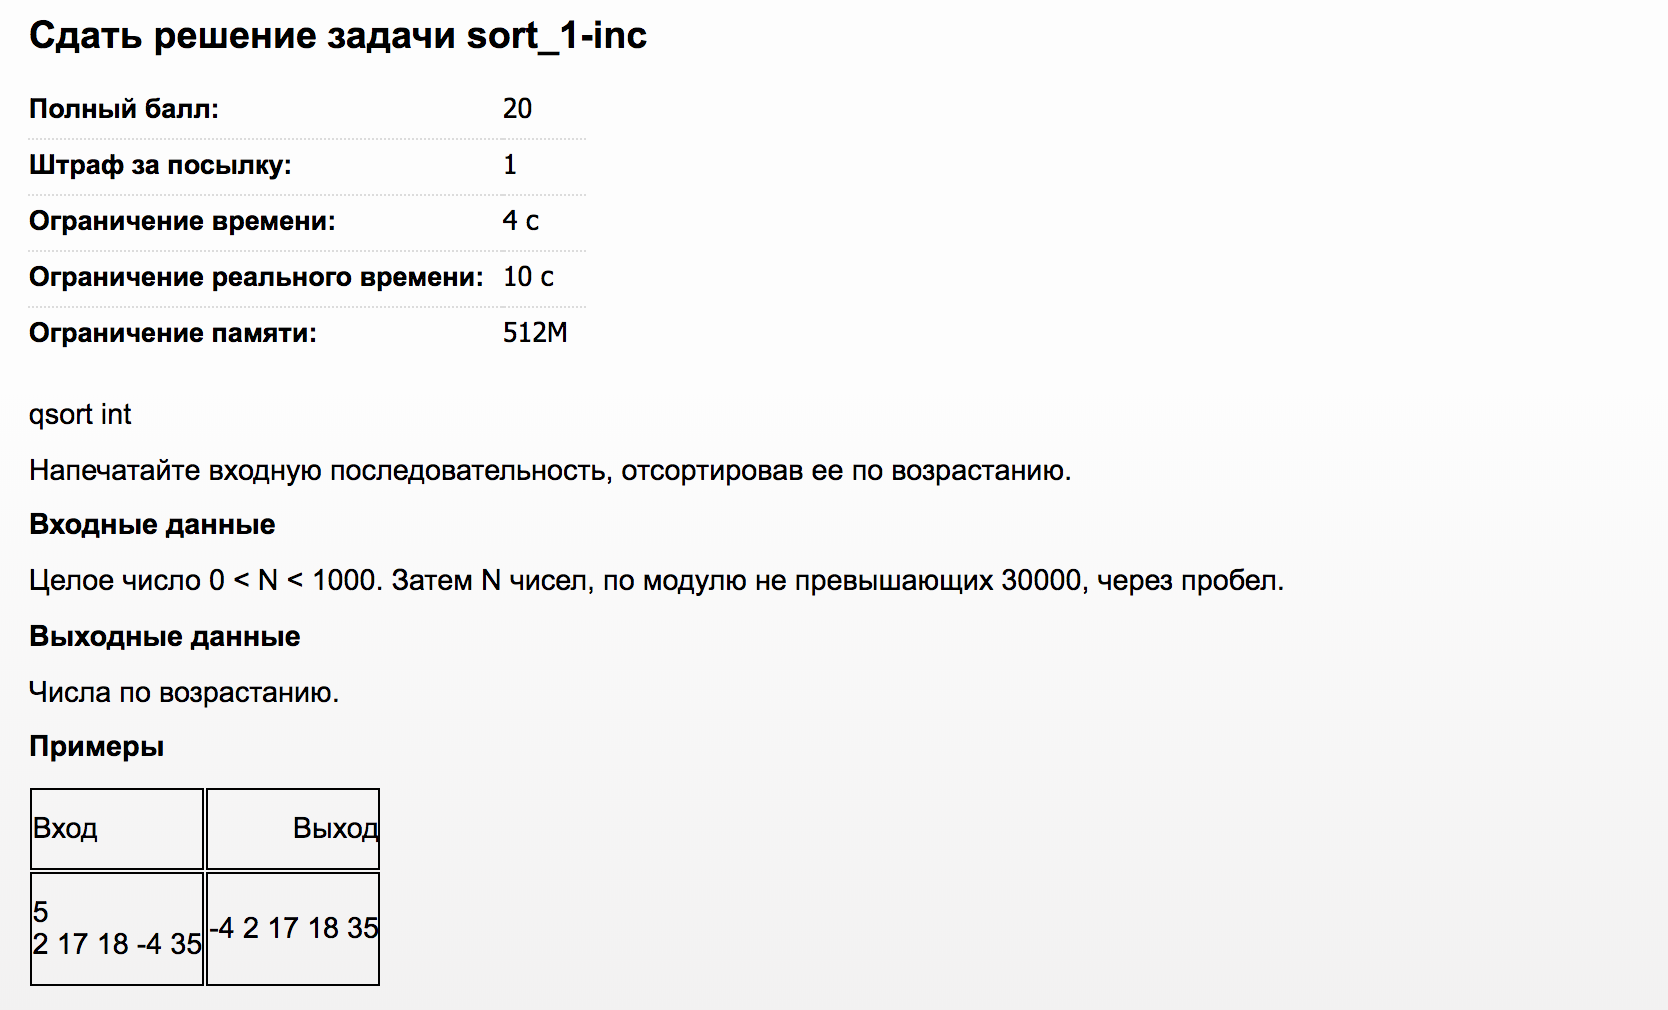 Сдать решение задачи sort_1-inc
Полный балл: 20
Штраф за посылку: 1
Ограничение времени: 4 с
Ограничение реального времени: 10 с
Ограничение памяти: 512M
qsort int
Напечатайте входную последовательность, отсортировав ее по возрастанию.
Входные данные
Целое число 0 < N < 1000. Затем N чисел, по модулю не превышающих 30000, через пробел.
Выходные данные
Числа по возрастанию.
Примеры
Вход Выход
5
2 17 18 -4 35
-4 2 17 18 35